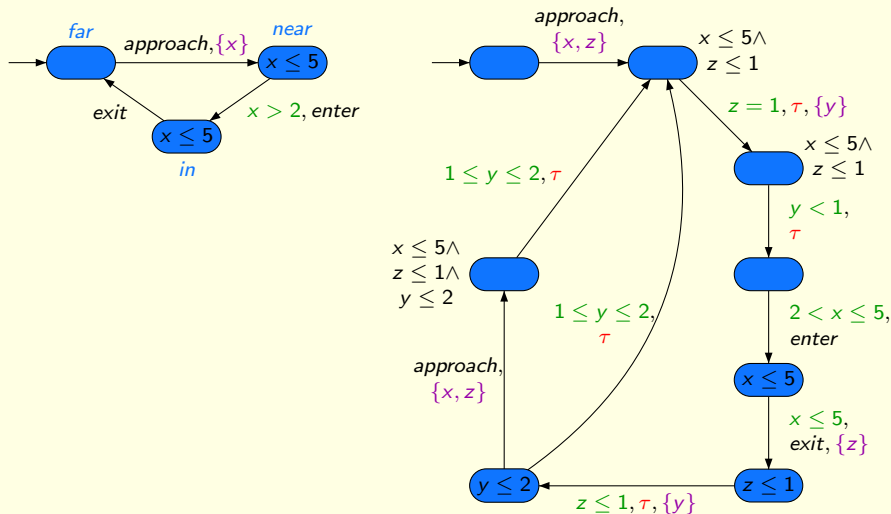 far
near
approach, {x}
x ≤ 5
exit
x > 2, enter
x ≤ 5
in
approach,
{x, z}
x ≤ 5∧
z ≤ 1
z = 1, τ, {y}
x ≤ 5∧
z ≤ 1
1 ≤ y ≤ 2, τ
y < 1,
τ
x ≤ 5∧
z ≤ 1∧
y ≤ 2
1 ≤ y ≤ 2,
τ
2 < x ≤ 5,
enter
approach,
{x, z}
x ≤ 5
x ≤ 5,
exit, {z}
y ≤ 2
z ≤ 1, τ, {y}
z ≤ 1